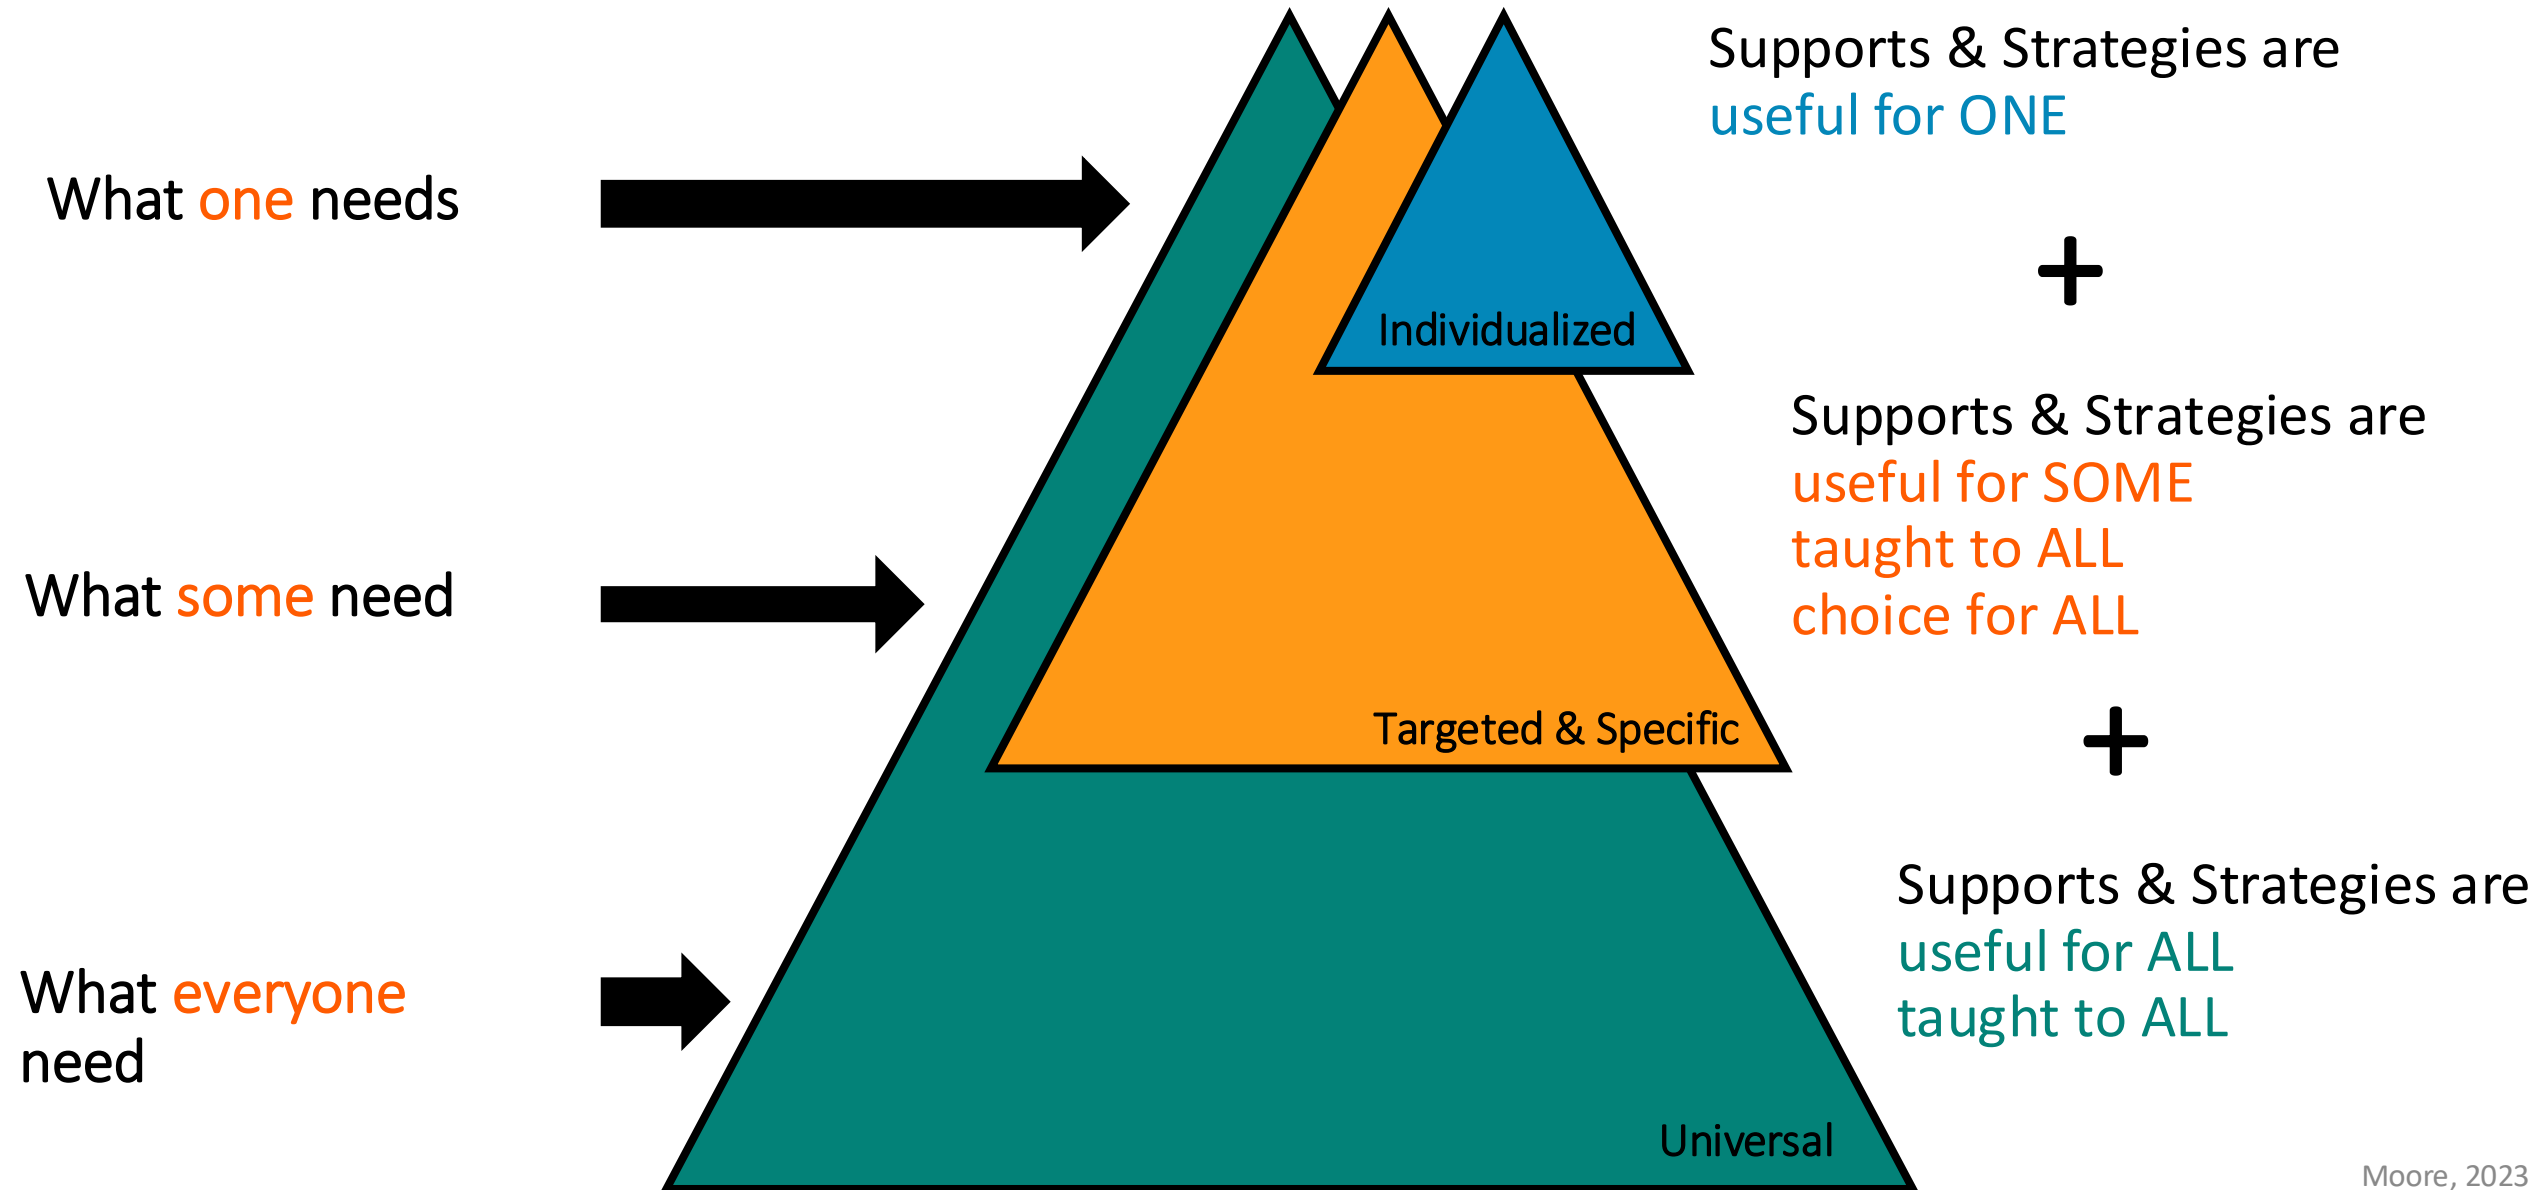 Supports & Strategies are
useful for ONE
What one needs
+
Individualized
Supports & Strategies are
useful for SOME
taught to ALL
choice for ALL
What some need
Targeted & Specific
+
Supports & Strategies are
useful for ALL
taught to ALL
What everyone
need
Universal
Moore, 2023